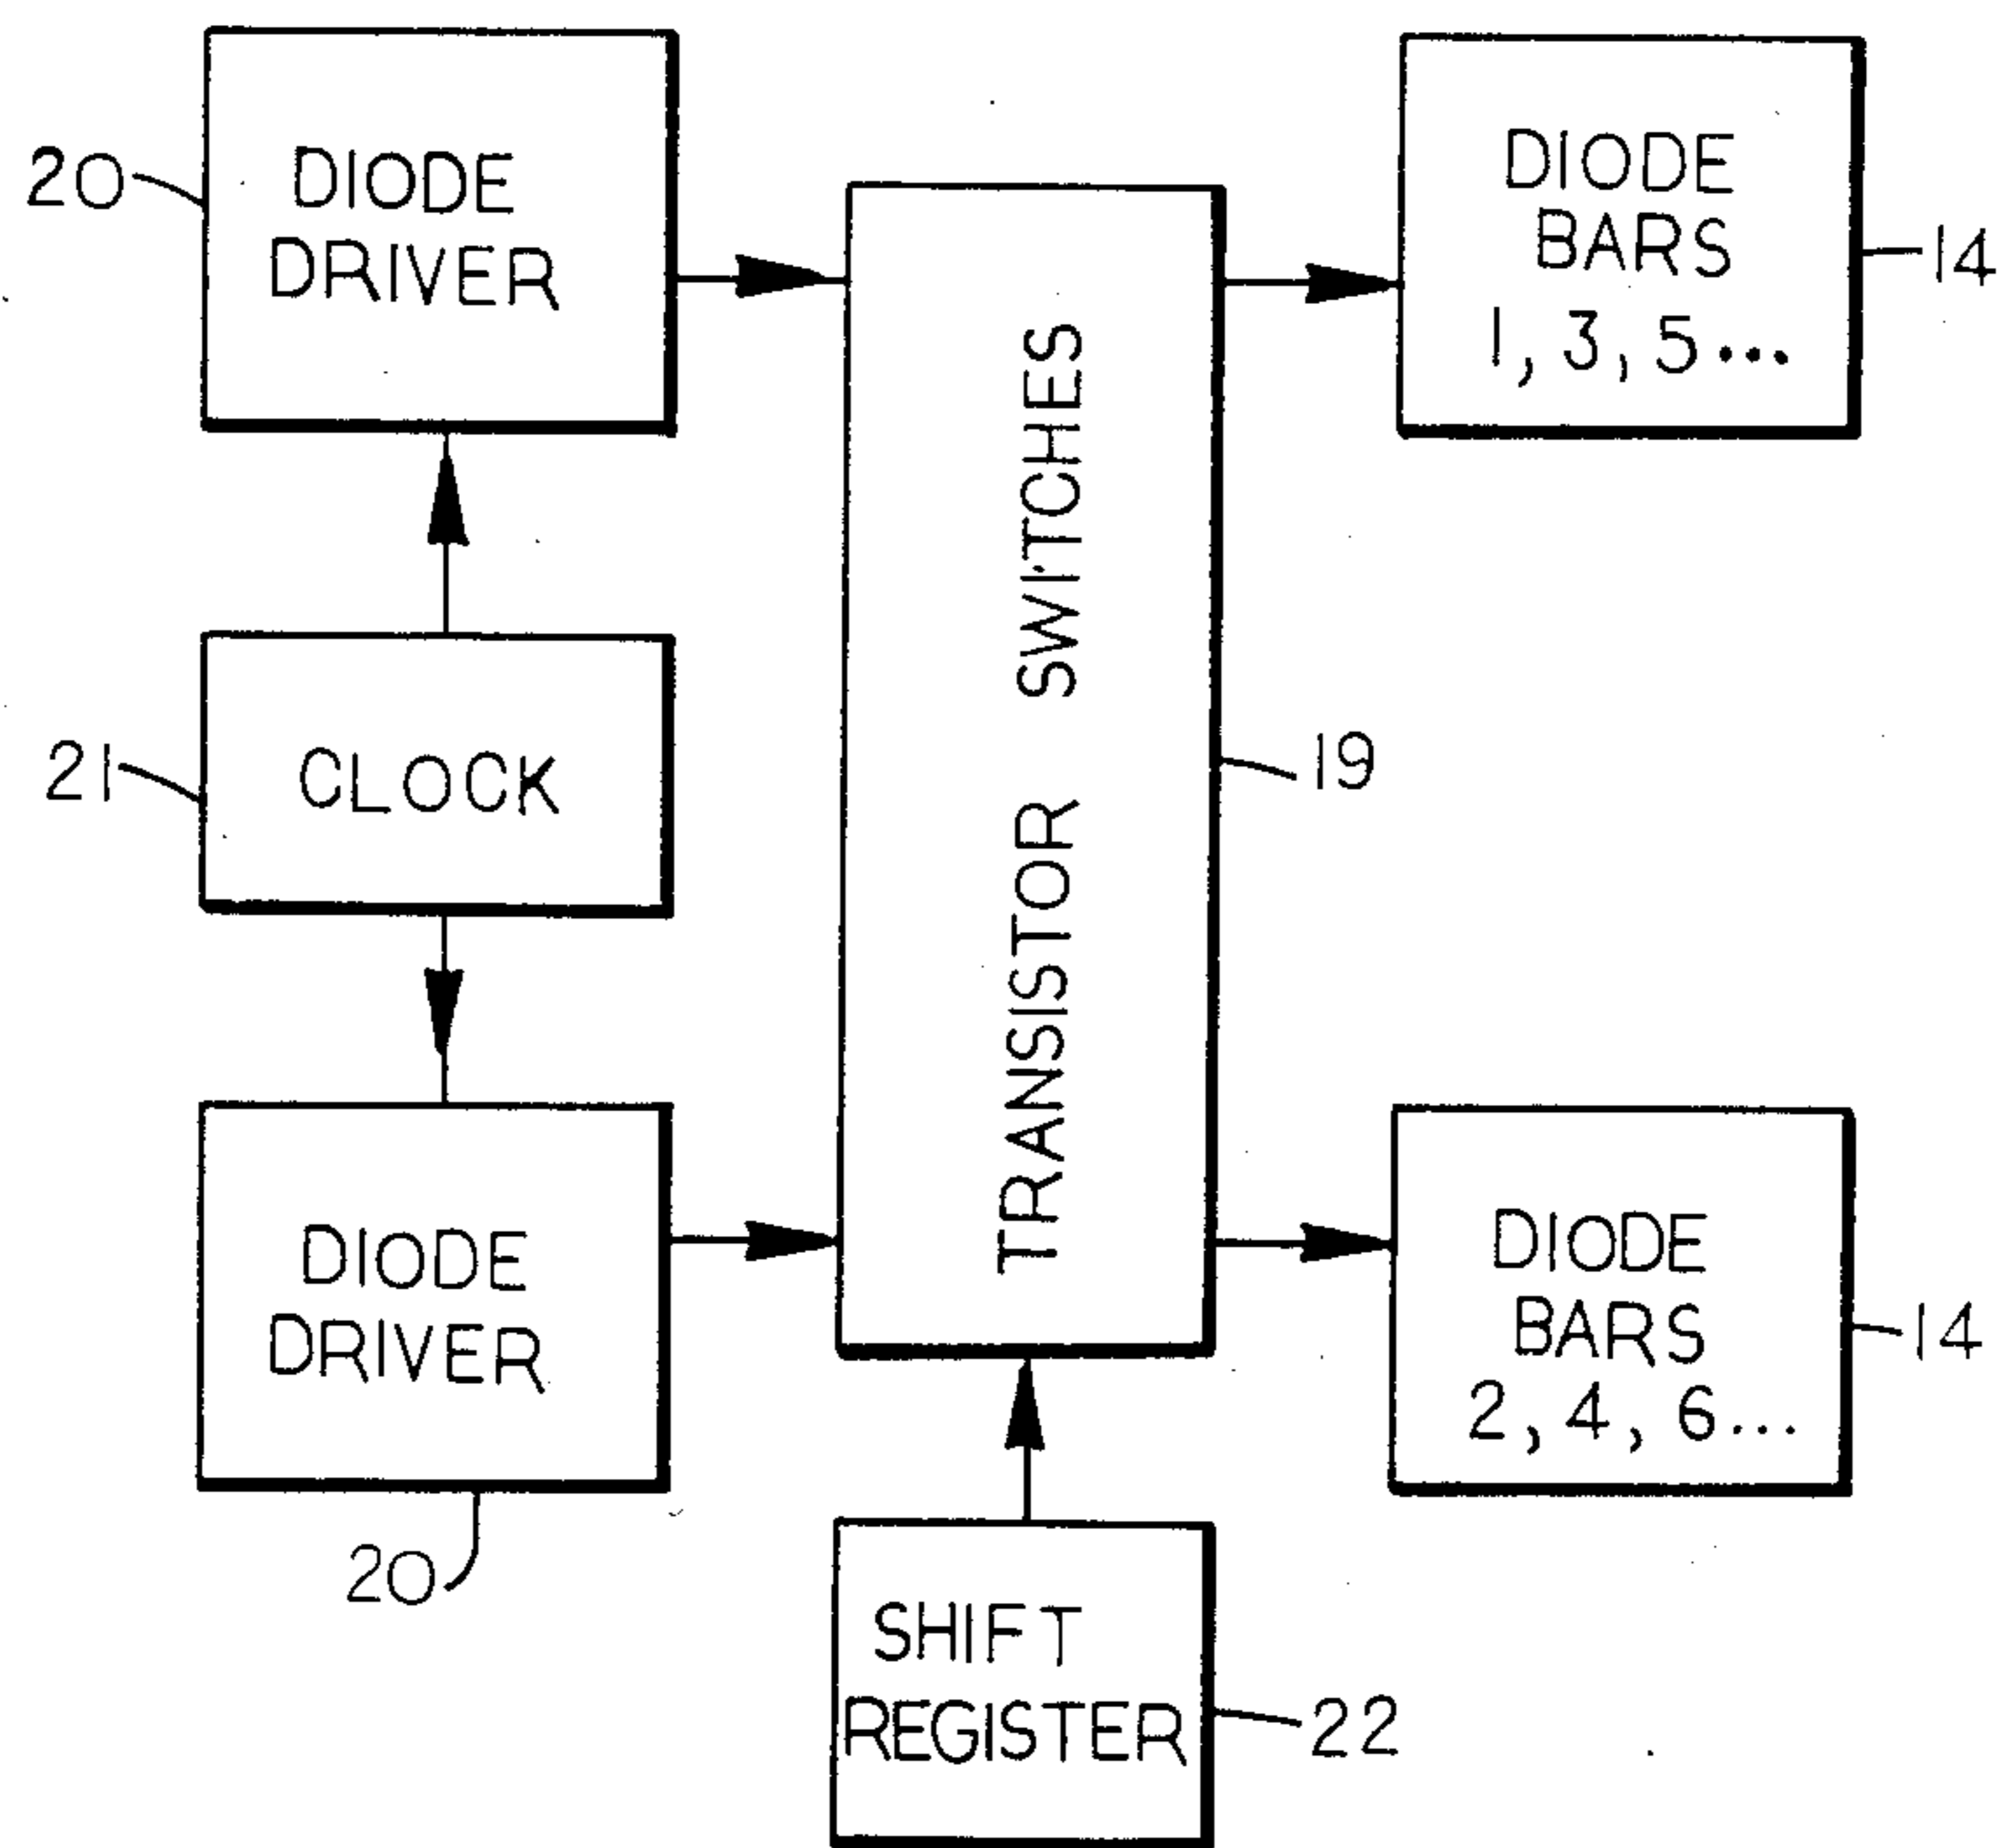 20
DIODE
DRIVER
DIODE
BARS
1, 3, 5...
14
TRANSISTOR SWITCHES
19
21
CLOCK
DIODE
DRIVER
20
DIODE
BARS
2, 4, 6...
14
SHIFT
REGISTER
22